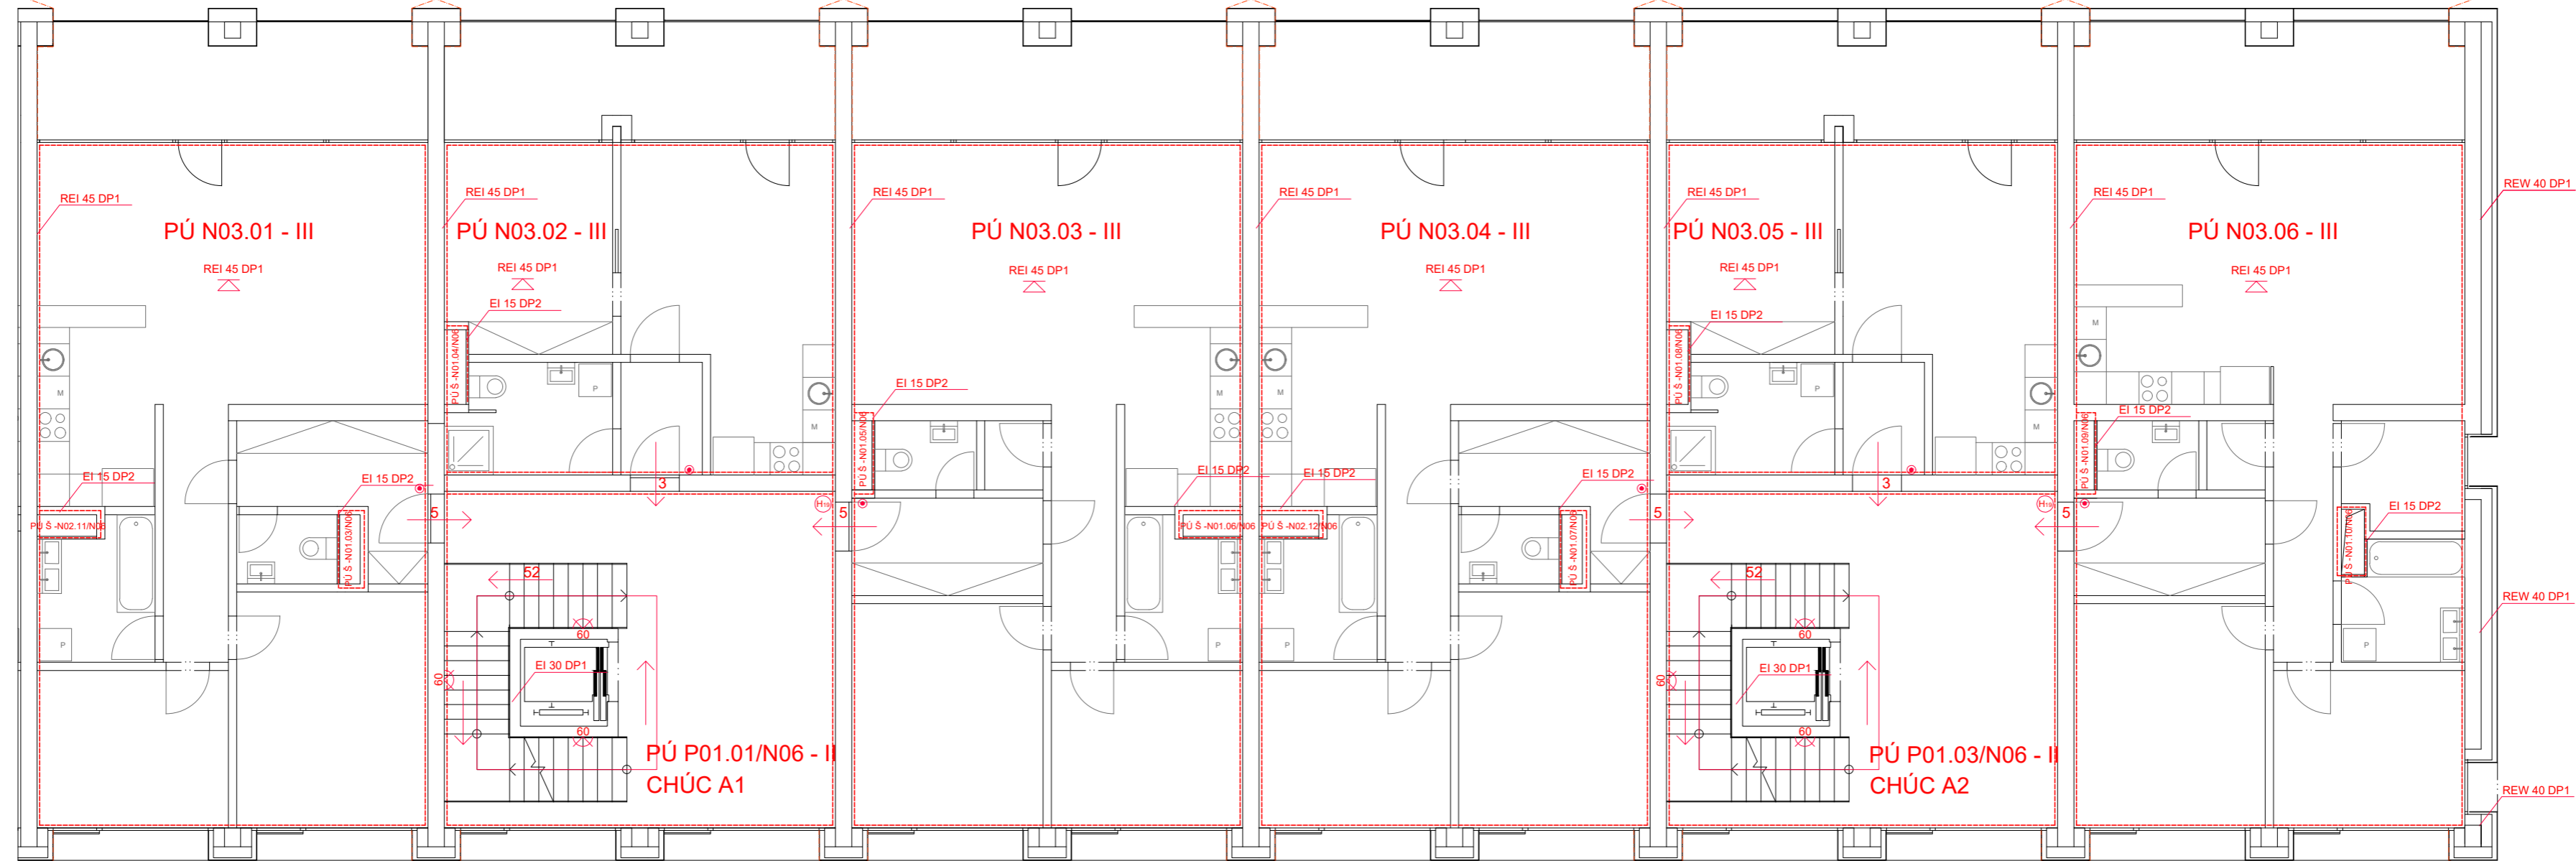 REI 45 DP1
PÚ N03.01 - III
REI 45 DP1
M
EI 15 DP2
PÚ Š -N02.11/N06
P
EI 15 DP2
PÚ Š -N01.03/N06
5
REI 45 DP1
PÚ N03.02 - III
REI 45 DP1
EI 15 DP2
PÚ Š -N01.04/N06
P
M
3
52
60
60
EI 30 DP1
60
PÚ P01.01/N06 - II
CHÚC A1
REI 45 DP1
PÚ N03.03 - III
REI 45 DP1
EI 15 DP2
PÚ Š -N01.05/N06
5
M
EI 15 DP2
PÚ Š -N01.06/N06
P
REI 45 DP1
PÚ N03.04 - III
REI 45 DP1
M
EI 15 DP2
PÚ Š -N02.12/N06
P
EI 15 DP2
PÚ Š -N01.07/N06
5
REI 45 DP1
PÚ N03.05 - III
REI 45 DP1
EI 15 DP2
PÚ Š -N01.08/N06
P
M
3
52
60
60
EI 30 DP1
60
PÚ P01.03/N06 - II
CHÚC A2
REI 45 DP1
PÚ N03.06 - III
REI 45 DP1
M
EI 15 DP2
PÚ Š -N01.09/N06
5
EI 15 DP2
PÚ Š -N01.10/N06
P
REW 40 DP1
REW 40 DP1
REW 40 DP1